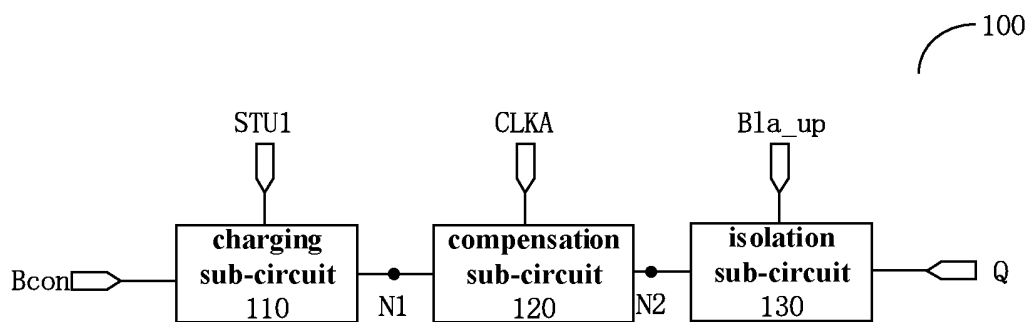 100
STU1 CLKA Bla_up
charging compensation isolation
sub-circuit sub-circuit sub-circuit
Bcon 110 N1 120 N2 130 Q